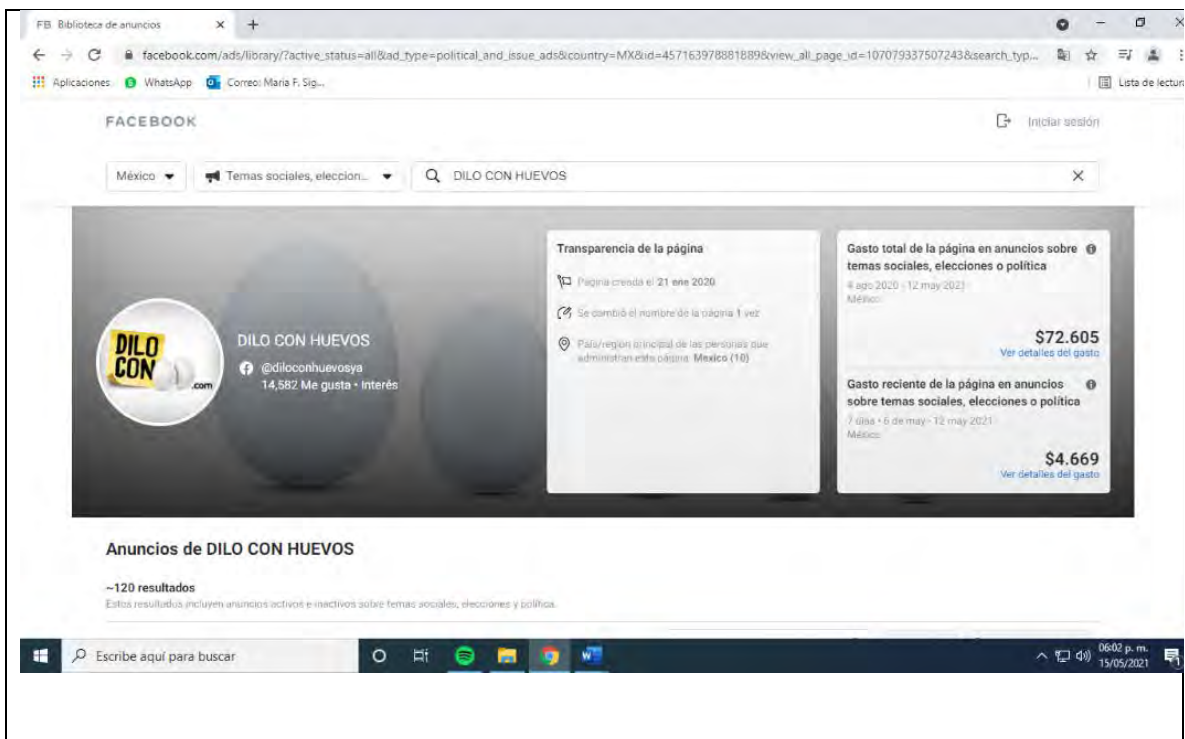 FB Biblioteca de anuncios
facebook.com/ads/library/?active_status=all&ad_type=political_and_issue_ads&country=MX&id=457163978881889&view_all_page_id=107079337507243&search_typ...
Aplicaciones WhatsApp Correo: Maria F. Sig... Lista de lectura
FACEBOOK Iniciar sesión
México Temas sociales, eleccion... DILO CON HUEVOS
DILO
CON
.com
DILO CON HUEVOS
@diloconhuevosya
14,582 Me gusta • Interés
Transparencia de la página
Página creada el 21 ene 2020
Se cambió el nombre de la página 1 vez
País/región principal de las personas que
administran esta página: Mexico (10)
Gasto total de la página en anuncios sobre
temas sociales, elecciones o política
4 ago 2020 - 12 may 2021
México
$72.605
Ver detalles del gasto
Gasto reciente de la página en anuncios
sobre temas sociales, elecciones o política
7 días • 6 de may - 12 may 2021
México
$4.669
Ver detalles del gasto
Anuncios de DILO CON HUEVOS
~120 resultados
Estos resultados incluyen anuncios activos e inactivos sobre temas sociales, elecciones y política.
Escribe aquí para buscar
06:02 p. m.
15/05/2021
1